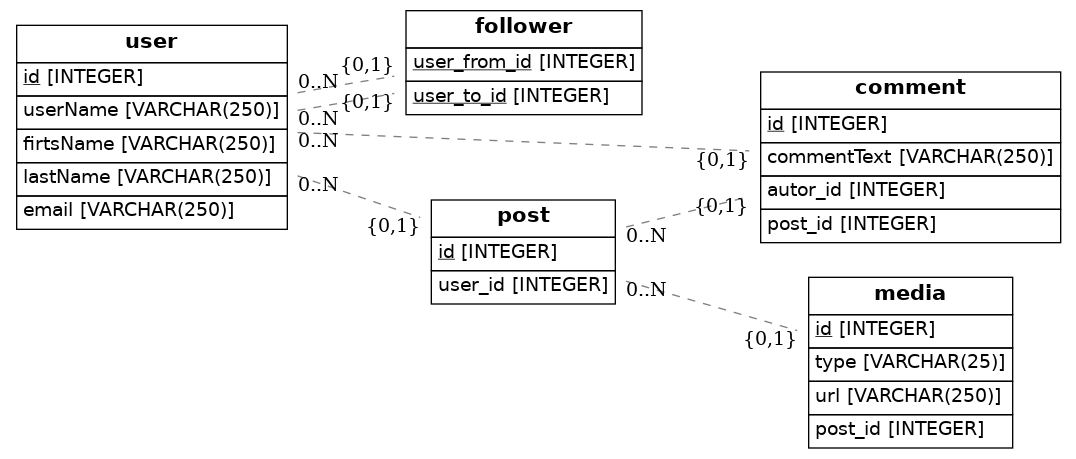 user
id [INTEGER]
userName [VARCHAR(250)]
firtsName [VARCHAR(250)]
lastName [VARCHAR(250)]
email [VARCHAR(250)]
follower
user_from_id [INTEGER]
user_to_id [INTEGER]
{0,1}
0..N
{0,1}
0..N
0..N
{0,1}
0..N
{0,1}
post
id [INTEGER]
user_id [INTEGER]
{0,1}
0..N
0..N
{0,1}
comment
id [INTEGER]
commentText [VARCHAR(250)]
autor_id [INTEGER]
post_id [INTEGER]
media
id [INTEGER]
type [VARCHAR(25)]
url [VARCHAR(250)]
post_id [INTEGER]